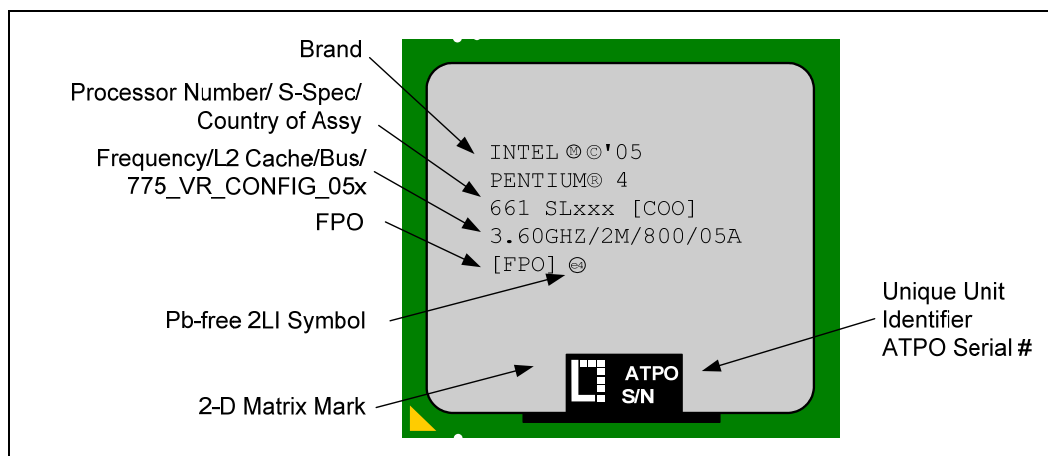 Brand
Processor Number/ S-Spec/
Country of Assy
Frequency/L2 Cache/Bus/
775_VR_CONFIG_05x
FPO
Pb-free 2LI Symbol
2-D Matrix Mark
INTEL Ⓜ©'05
PENTIUM® 4
661 SLxxx [COO]
3.60GHZ/2M/800/05A
[FPO] e4
ATPO
S/N
Unique Unit
Identifier
ATPO Serial #